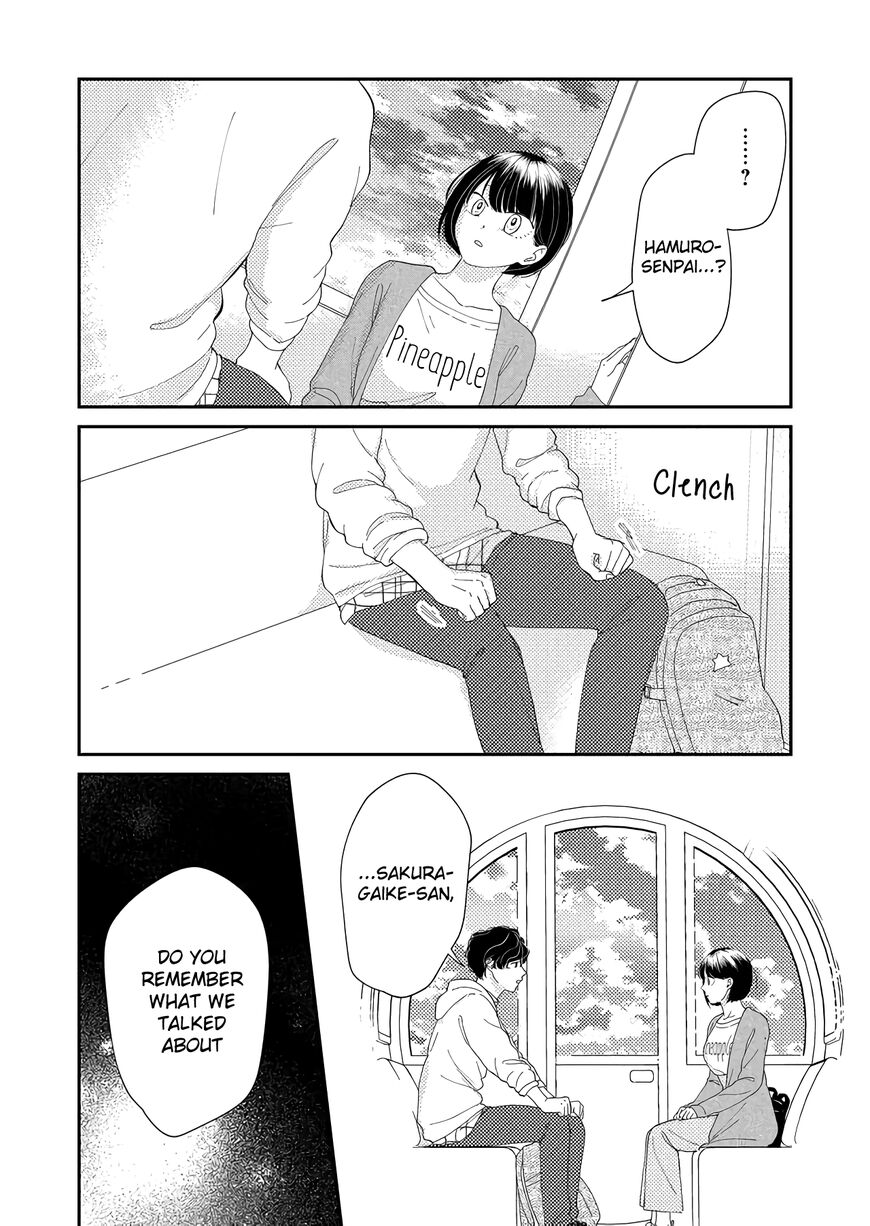 ......?
HAMURO-
SENPAI...?
Pineapple
Clench
...SAKURA-
GAIKE-SAN,
DO YOU
REMEMBER
WHAT WE
TALKED
ABOUT